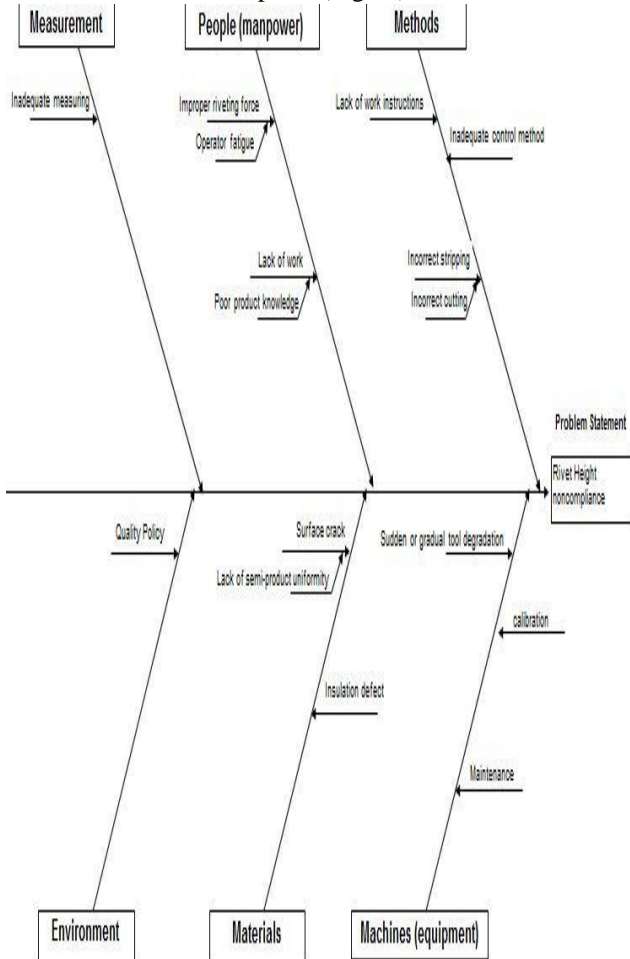 Measurement
People (manpower)
Methods
Inadequate measuring
Improper riveting force
Operator fatigue
Lack of work instructions
Inadequate control method
Lack of work
Poor product knowledge
Incorrect stripping
Incorrect cutting
Problem Statement
Rivet Height
noncompliance
Quality Policy
Surface crack
Lack of semi-product uniformity
Sudden or gradual tool degradation
calibration
Insulation defect
Maintenance
Environment
Materials
Machines (equipment)